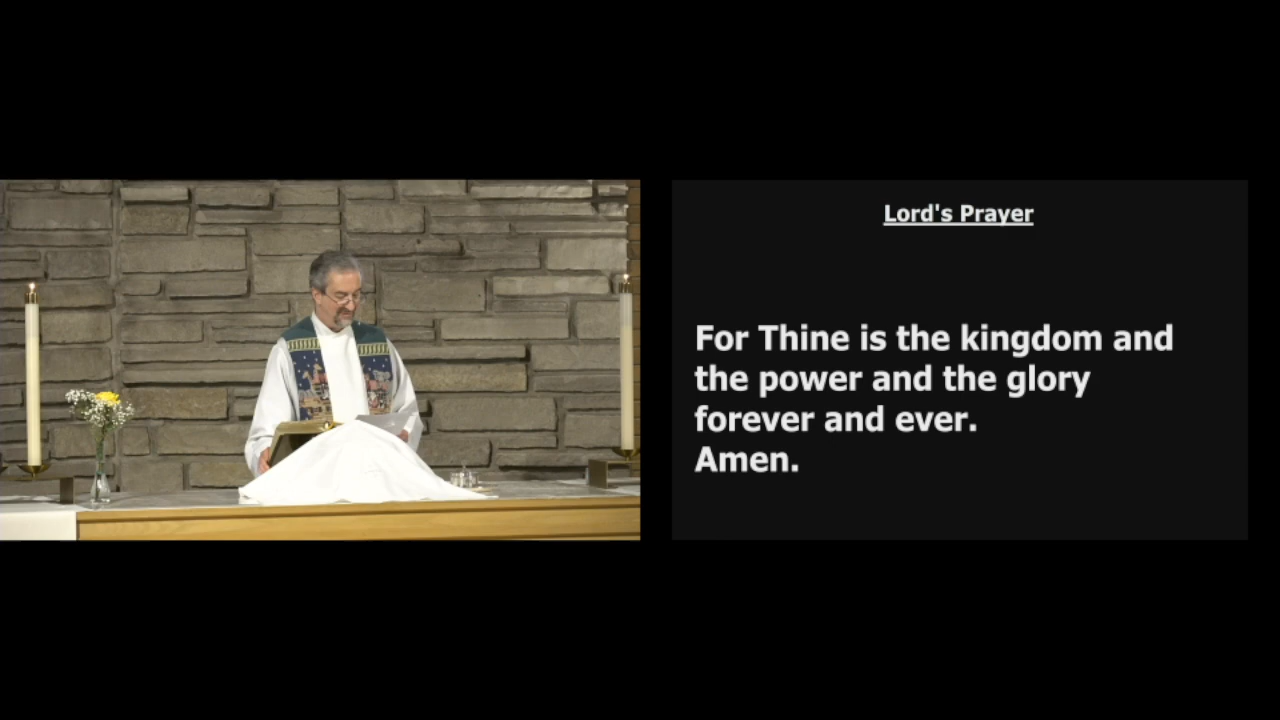 Lord's Prayer
For Thine is the kingdom and
the power and the glory
forever and ever.
Amen.